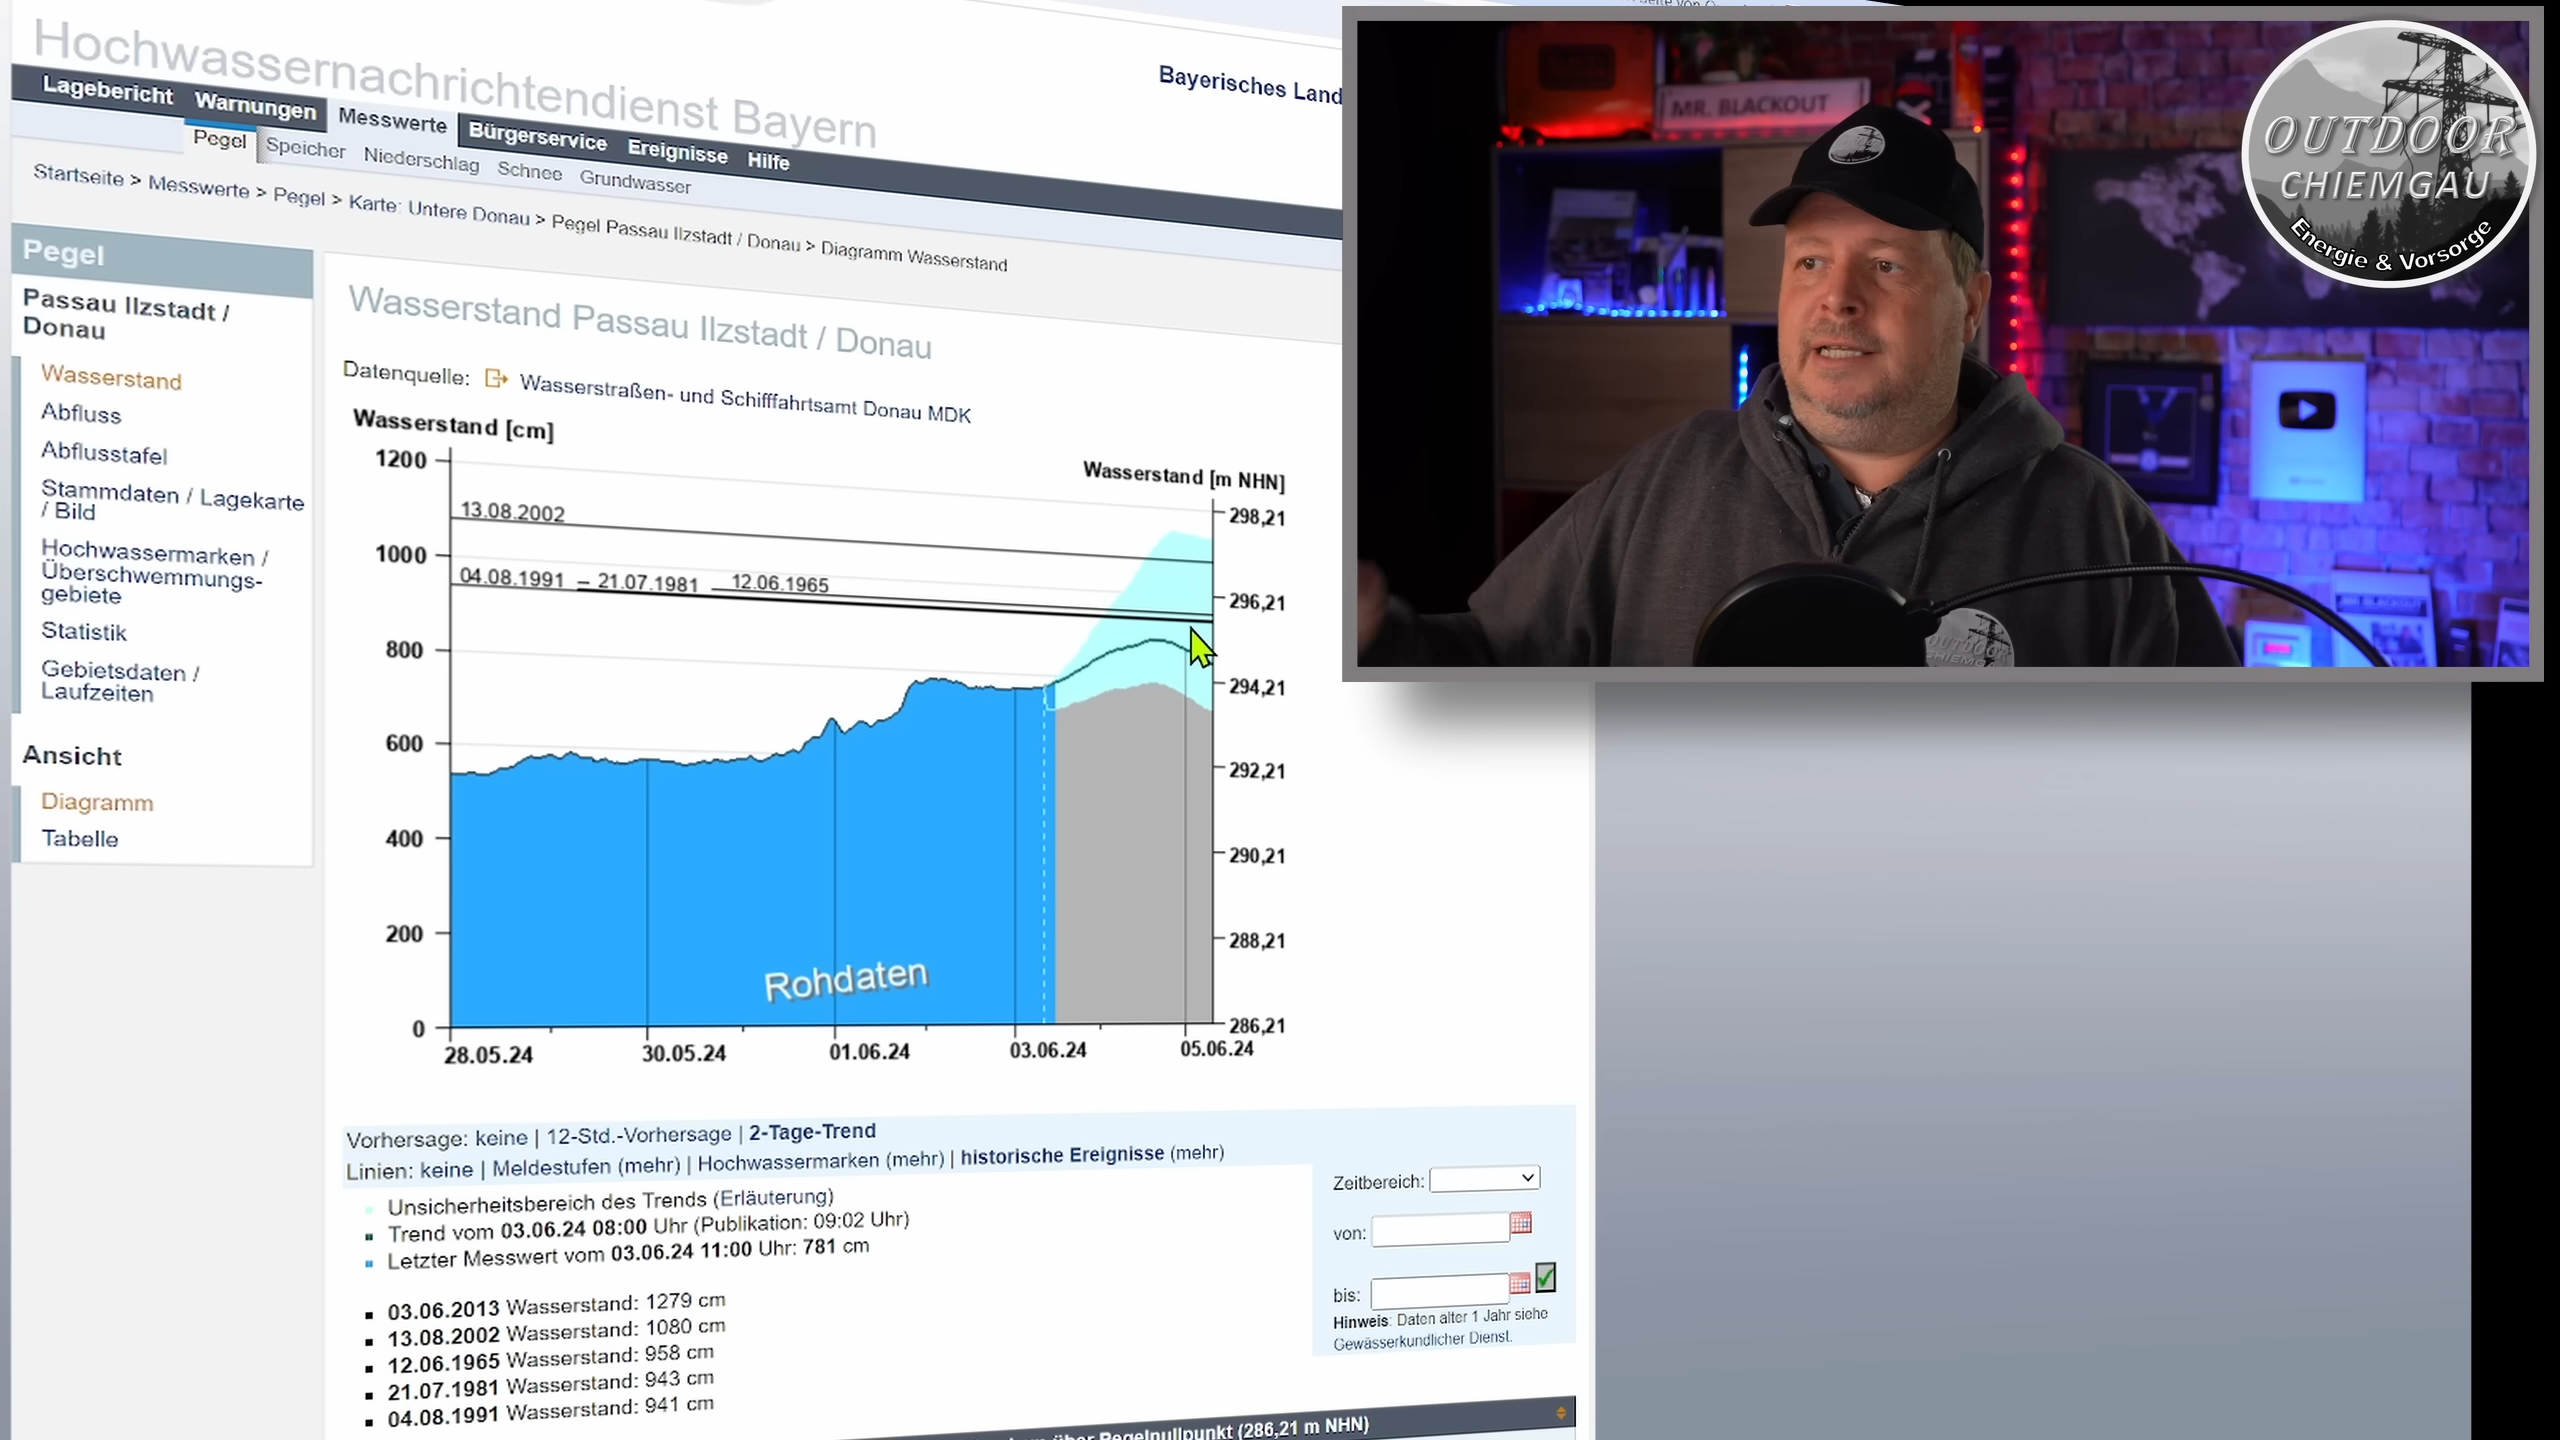 Hochwassernachrichtendienst Bayern
Bayerisches Land
Lagebericht Warnungen Messwerte Bürgerservice Ereignisse Hilfe
Pegel Speicher Niederschlag Schnee Grundwasser
Startseite > Messwerte > Pegel > Karte: Untere Donau > Pegel Passau Ilzstadt / Donau > Diagramm Wasserstand
Pegel
Passau Ilzstadt /
Donau
Wasserstand
Abfluss
Abflusstafel
Stammdaten / Lagekarte
/ Bild
Hochwassermarken /
Überschwemmungs-
gebiete
Statistik
Gebietsdaten /
Laufzeiten
Ansicht
Diagramm
Tabelle
Wasserstand Passau Ilzstadt / Donau
Datenquelle: Wasserstraßen- und Schifffahrtsamt Donau MDK
Wasserstand [cm]
Wasserstand [m NHN]
1200
1000
800
600
400
200
0
13.08.2002
04.08.1991 21.07.1981 12.06.1965
298,21
296,21
294,21
292,21
290,21
288,21
286,21
Rohdaten
28.05.24 30.05.24 01.06.24 03.06.24 05.06.24
Vorhersage: keine | 12-Std.-Vorhersage | 2-Tage-Trend
Linien: keine | Meldestufen (mehr) | Hochwassermarken (mehr) | historische Ereignisse (mehr)
Unsicherheitsbereich des Trends (Erläuterung)
Trend vom 03.06.24 08:00 Uhr (Publikation: 09:02 Uhr)
Letzter Messwert vom 03.06.24 11:00 Uhr: 781 cm
03.06.2013 Wasserstand: 1279 cm
13.08.2002 Wasserstand: 1080 cm
12.06.1965 Wasserstand: 958 cm
21.07.1981 Wasserstand: 943 cm
04.08.1991 Wasserstand: 941 cm
Zeitbereich:
von:
bis:
Hinweis: Daten älter 1 Jahr siehe
Gewässerkundlicher Dienst.
über Pegelnullpunkt (286,21 m NHN)
MR. BLACKOUT
OUTDOOR
CHIEMGAU
Energie & Vorsorge
OUTDOOR